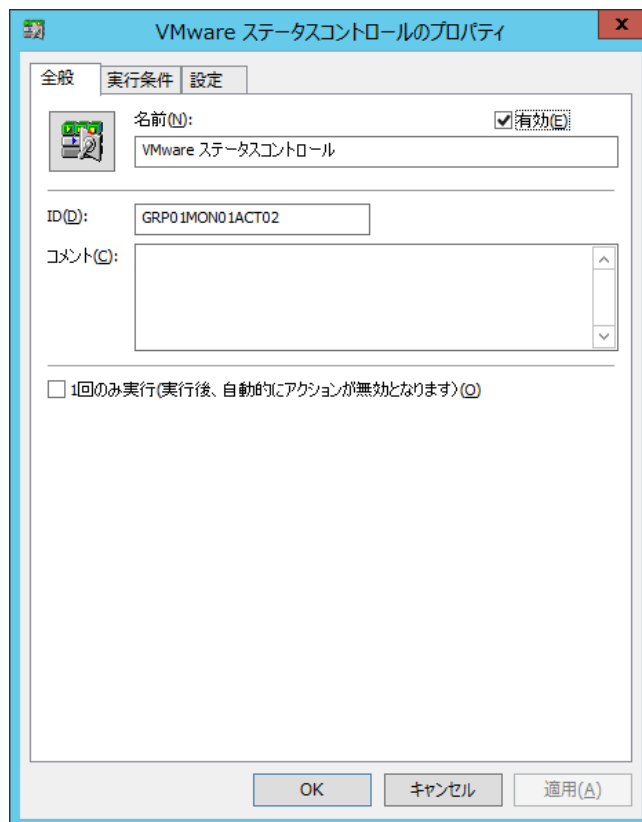 VMware ステータスコントロールのプロパティ
x
全般 実行条件 設定
名前(N): 有効(E)
VMware ステータスコントロール
ID(D): GRP01MON01ACT02
コメント(C):
1回のみ実行(実行後、自動的にアクションが無効となります)(O)
OK キャンセル 適用(A)